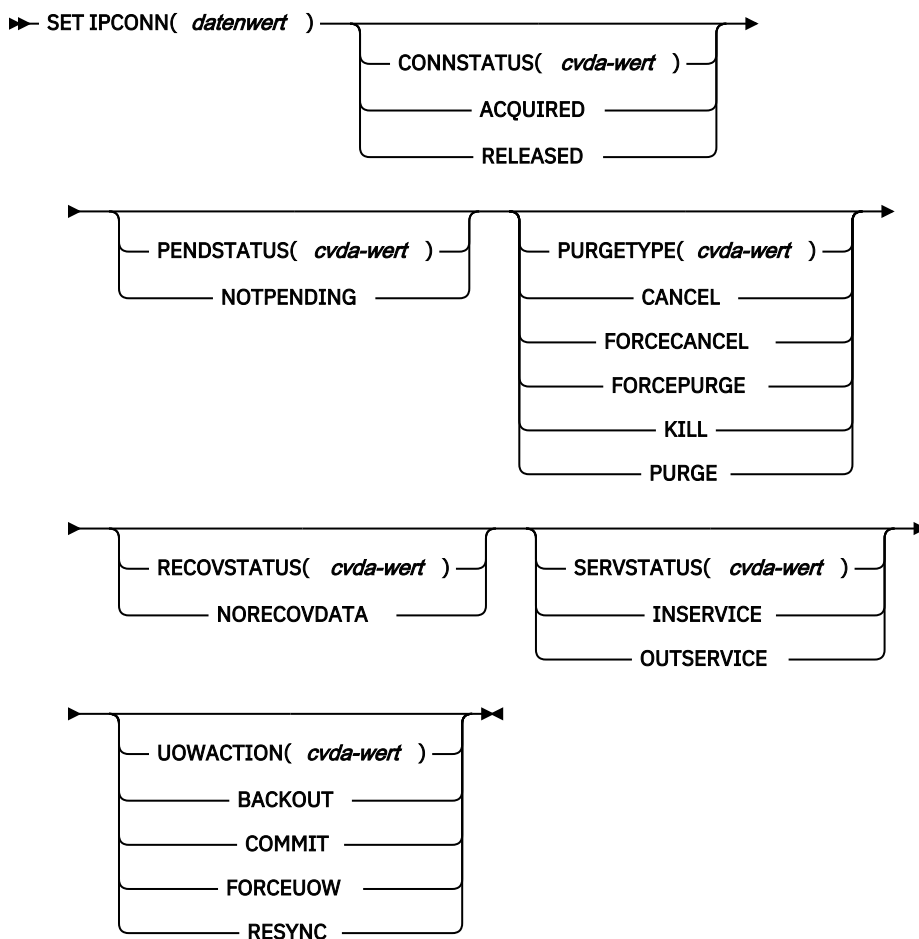 SET IPCONN( datenwert )
CONNSTATUS( cvda-wert )
ACQUIRED
RELEASED
PENDSTATUS( cvda-wert )
NOTPENDING
PURGETYPE( cvda-wert )
CANCEL
FORCECANCEL
FORCEPURGE
KILL
PURGE
RECOVSTATUS( cvda-wert )
NORECOVDATA
SERVSTATUS( cvda-wert )
INSERVICE
OUTSERVICE
UOWACTION( cvda-wert )
BACKOUT
COMMIT
FORCEUOW
RESYNC